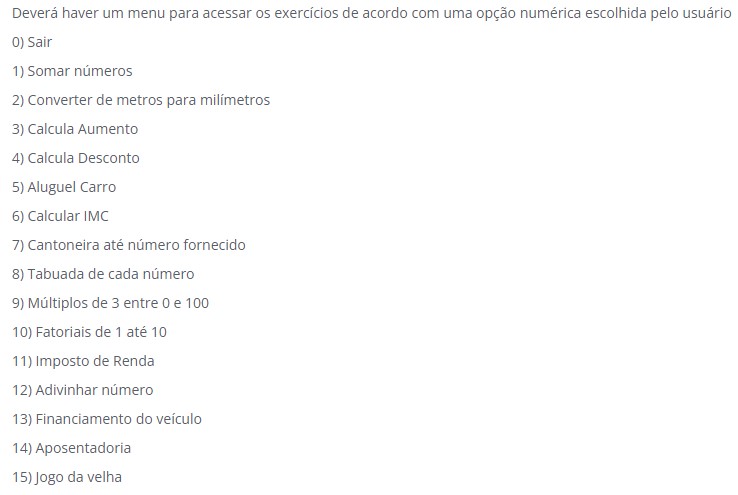 Deverá haver um menu para acessar os exercícios de acordo com uma opção numérica escolhida pelo usuário
0) Sair
1) Somar números
2) Converter de metros para milímetros
3) Calcula Aumento
4) Calcula Desconto
5) Aluguel Carro
6) Calcular IMC
7) Cantoneira até número fornecido
8) Tabuada de cada número
9) Múltiplos de 3 entre 0 e 100
10) Fatoriais de 1 até 10
11) Imposto de Renda
12) Adivinhar número
13) Financiamento do veículo
14) Aposentadoria
15) Jogo da velha